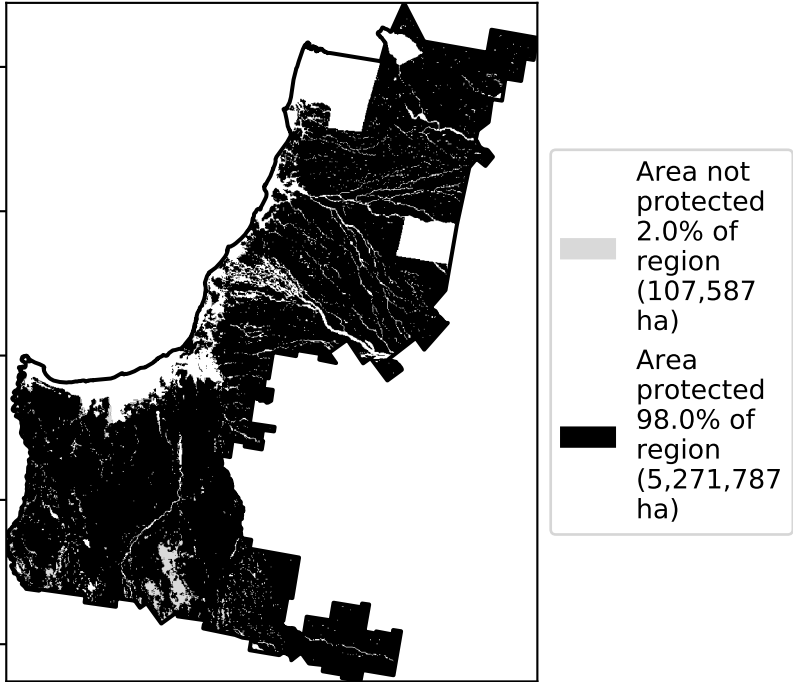 Area not
protected
2.0% of
region
(107,587
ha)
Area
protected
98.0% of
region
(5,271,787
ha)